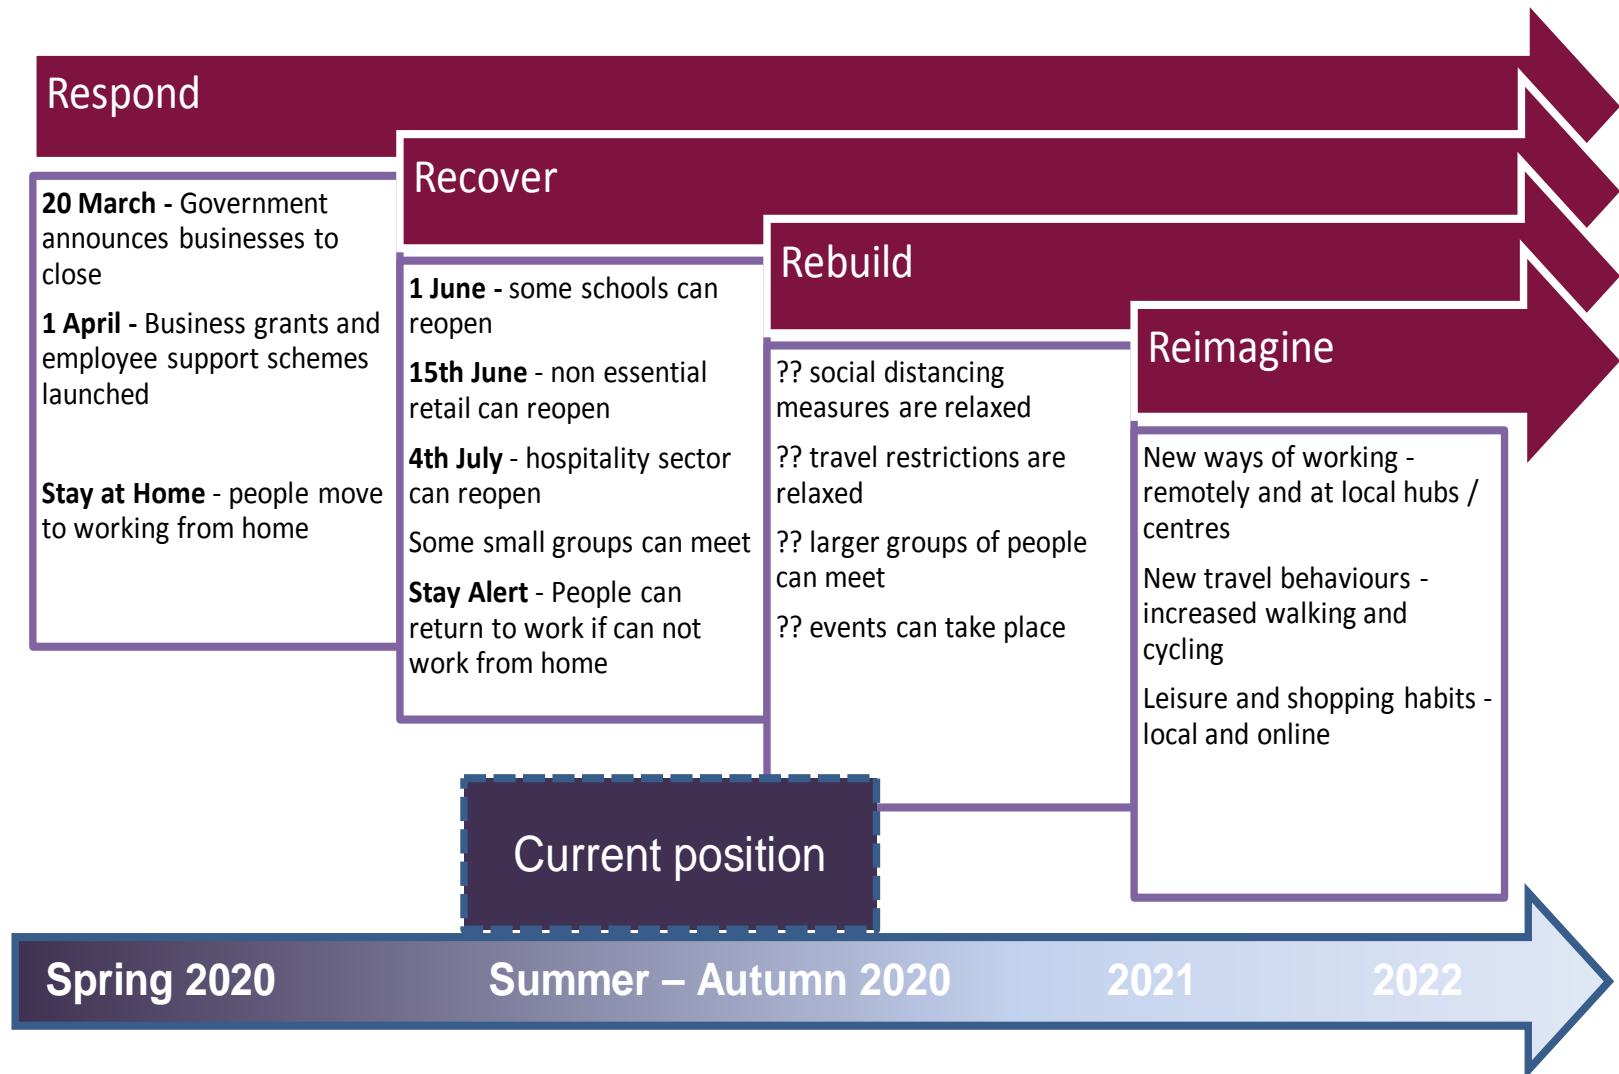 Respond
20 March - Government
announces businesses to
close
1 April - Business grants and
employee support schemes
launched
Stay at Home - people move
to working from home
Recover
1 June - some schools can
reopen
15th June - non essential
retail can reopen
4th July - hospitality sector
can reopen
Some small groups can meet
Stay Alert - People can
return to work if can not
work from home
Rebuild
?? social distancing
measures are relaxed
?? travel restrictions are
relaxed
?? larger groups of people
can meet
?? events can take place
Reimagine
New ways of working -
remotely and at local hubs /
centres
New travel behaviours -
increased walking and
cycling
Leisure and shopping habits -
local and online
Current position
Spring 2020
Summer – Autumn 2020
2021
2022